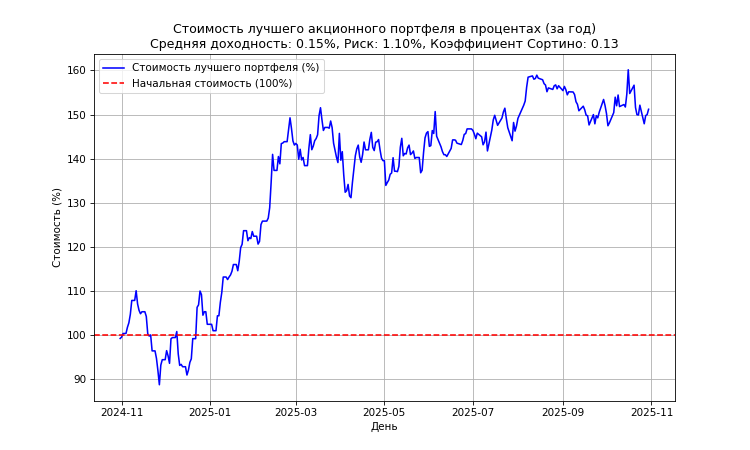 Стоимость лучшего акционного портфеля в процентах (за год)
Средняя доходность: 0.15%, Риск: 1.10%, Коэффициент Сортино: 0.13
Стоимость лучшего портфеля (%)
Начальная стоимость (100%)
Стоимость (%)
160
150
140
130
120
110
100
90
2024-11
2025-01
2025-03
2025-05
2025-07
2025-09
2025-11
День